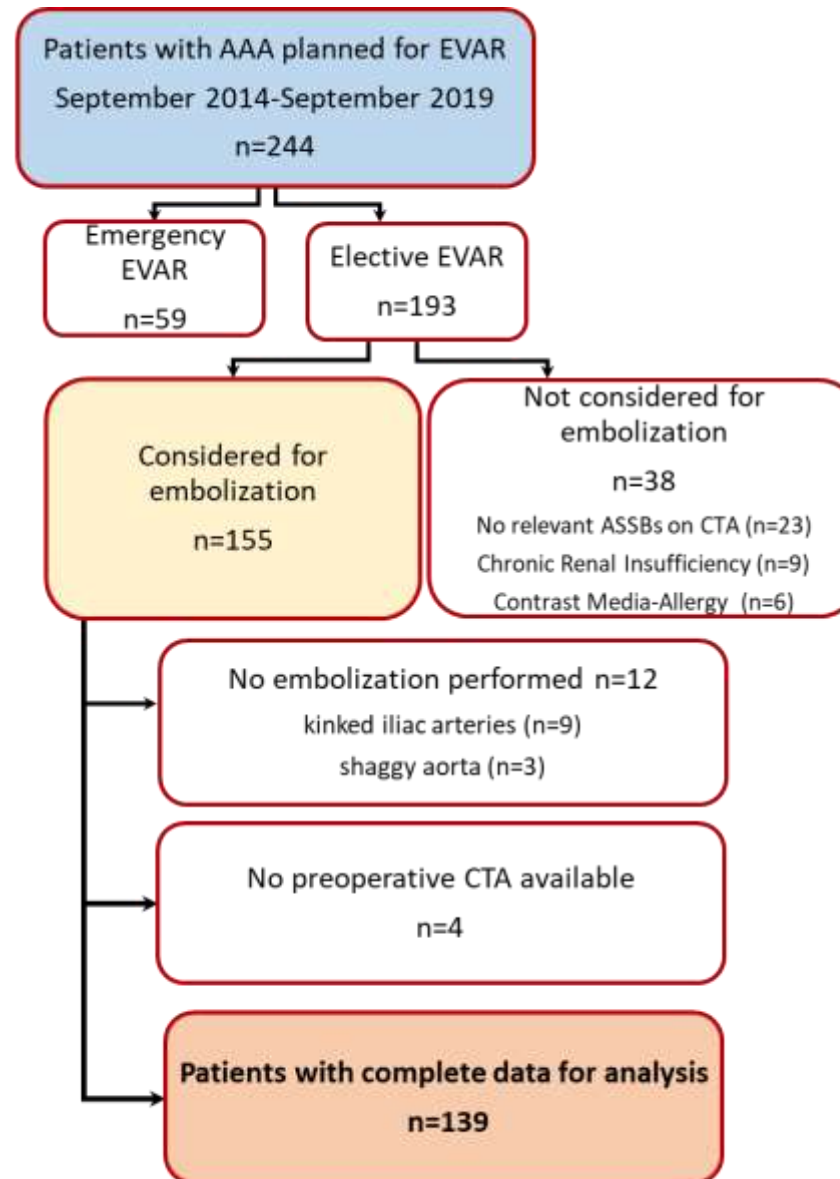 Patients with AAA planned for EVAR
September 2014-September 2019
n=244
Emergency
EVAR
n=59
Elective EVAR
n=193
Considered for
embolization
n=155
Not considered for
embolization
n=38
No relevant ASSBs on CTA (n=23)
Chronic Renal Insufficiency (n=9)
Contrast Media-Allergy (n=6)
No embolization performed n=12
kinked iliac arteries (n=9)
shaggy aorta (n=3)
No preoperative CTA available
n=4
Patients with complete data for analysis
n=139